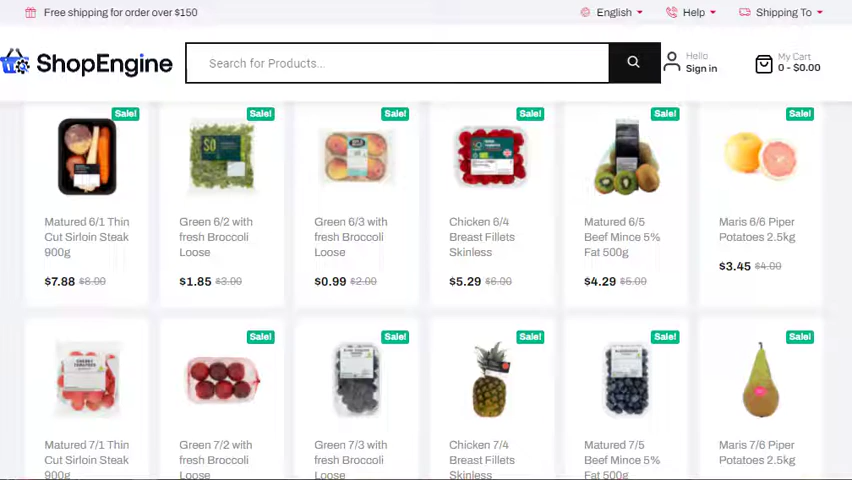 Free shipping for order over $150
English
Help
Shipping To
ShopEngine
Search for Products...
Hello
Sign in
My Cart
0 - $0.00
Sale!
Sale!
Sale!
Sale!
Sale!
Sale!
Matured 6/1 Thin
Cut Sirloin Steak
900g
$7.88 $8.00
Green 6/2 with
fresh Broccoli
Loose
$1.85 $3.00
Green 6/3 with
fresh Broccoli
Loose
$0.99 $2.00
Chicken 6/4
Breast Fillets
Skinless
$5.29 $6.00
Matured 6/5
Beef Mince 5%
Fat 500g
$4.29 $5.00
Maris 6/6 Piper
Potatoes 2.5kg
$3.45 $4.00
Sale!
Sale!
Sale!
Sale!
Sale!
Sale!
CHERRY
TOMATOES
Matured 7/1 Thin
Cut Sirloin Steak
900g
Green 7/2 with
fresh Broccoli
Loose
Green 7/3 with
fresh Broccoli
Loose
Chicken 7/4
Breast Fillets
Skinless
Matured 7/5
Beef Mince 5%
Fat 500g
Maris 7/6 Piper
Potatoes 2.5kg